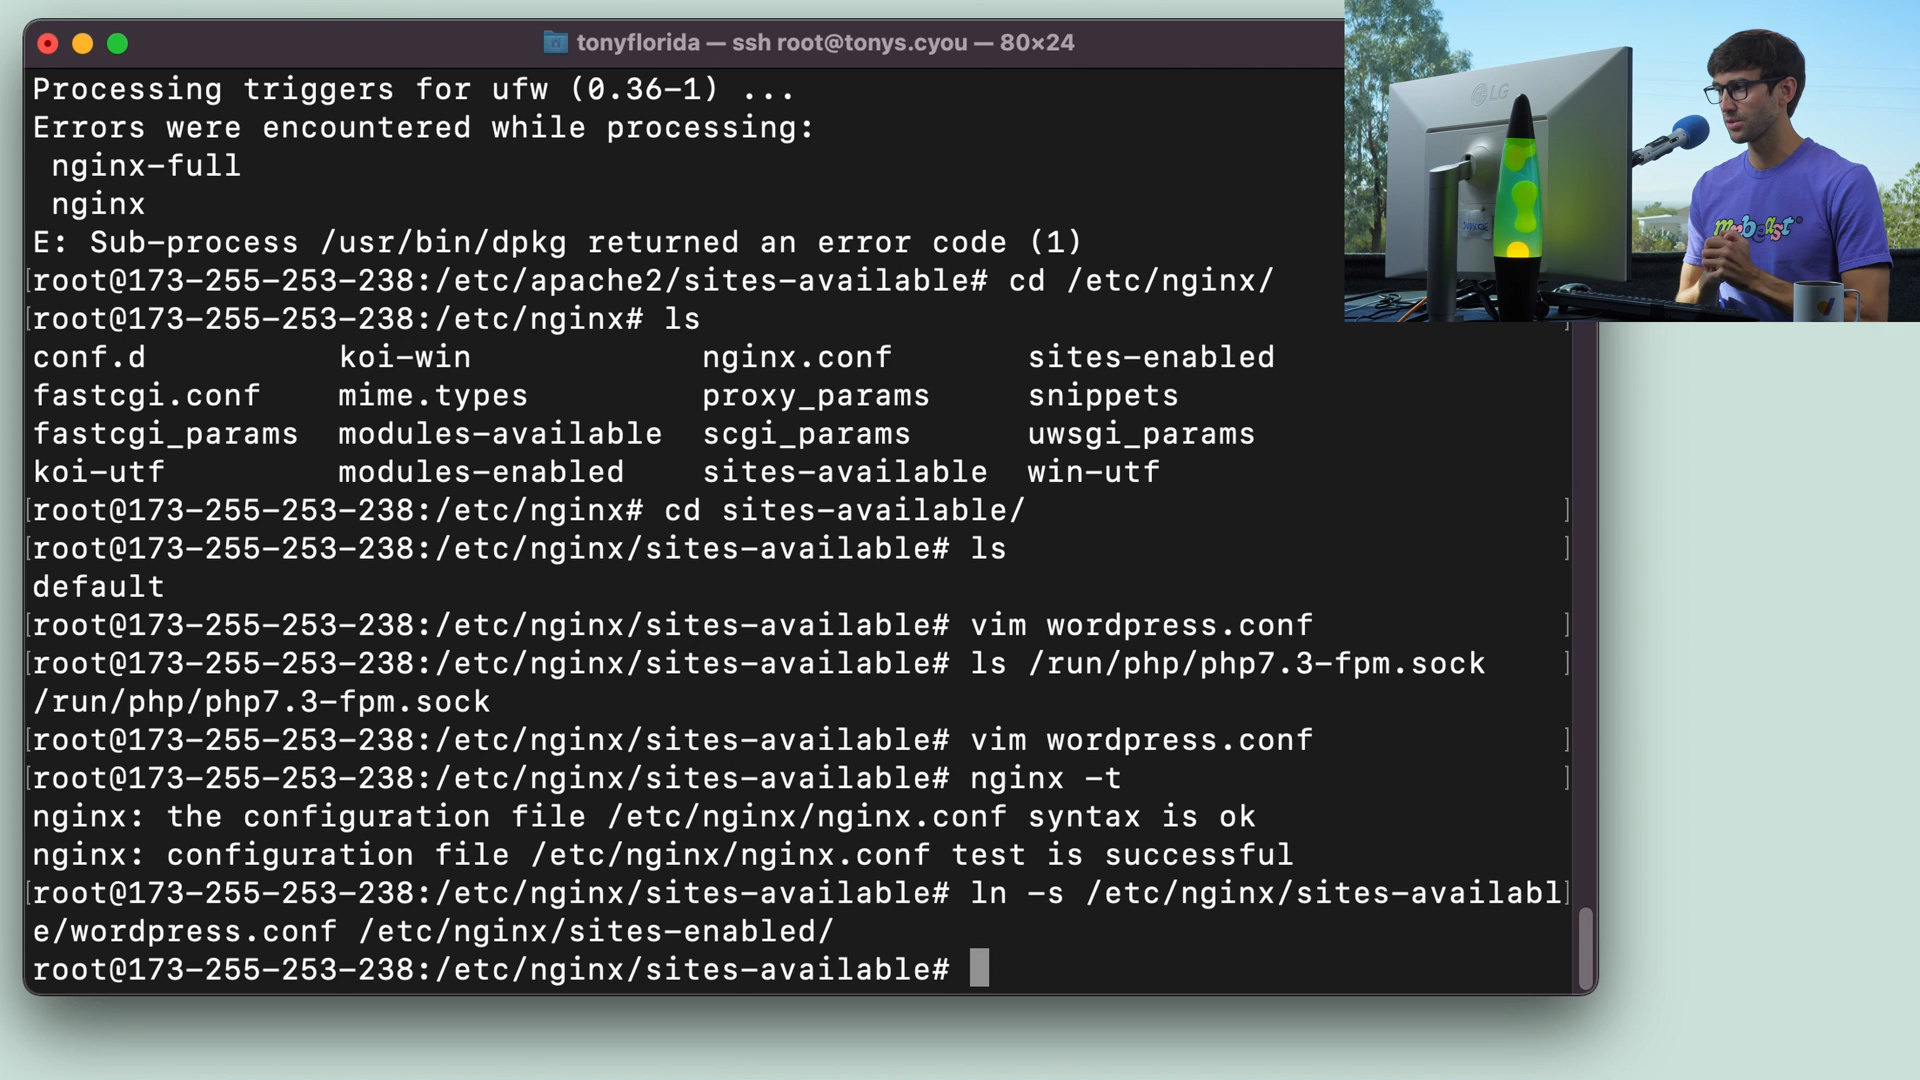 tonyflorida — ssh root@tonys.cyou — 80×24
Processing triggers for ufw (0.36-1) ...
Errors were encountered while processing:
 nginx-full
 nginx
E: Sub-process /usr/bin/dpkg returned an error code (1)
[root@173-255-253-238:/etc/apache2/sites-available# cd /etc/nginx/
[root@173-255-253-238:/etc/nginx# ls ]
conf.d koi-win nginx.conf sites-enabled
fastcgi.conf mime.types proxy_params snippets
fastcgi_params modules-available scgi_params uwsgi_params
koi-utf modules-enabled sites-available win-utf
[root@173-255-253-238:/etc/nginx# cd sites-available/ ]
[root@173-255-253-238:/etc/nginx/sites-available# ls ]
default
[root@173-255-253-238:/etc/nginx/sites-available# vim wordpress.conf ]
[root@173-255-253-238:/etc/nginx/sites-available# ls /run/php/php7.3-fpm.sock ]
/run/php/php7.3-fpm.sock
[root@173-255-253-238:/etc/nginx/sites-available# vim wordpress.conf ]
[root@173-255-253-238:/etc/nginx/sites-available# nginx -t ]
nginx: the configuration file /etc/nginx/nginx.conf syntax is ok
nginx: configuration file /etc/nginx/nginx.conf test is successful
[root@173-255-253-238:/etc/nginx/sites-available# ln -s /etc/nginx/sites-availabl]
e/wordpress.conf /etc/nginx/sites-enabled/
root@173-255-253-238:/etc/nginx/sites-available#
LG
mrbeast